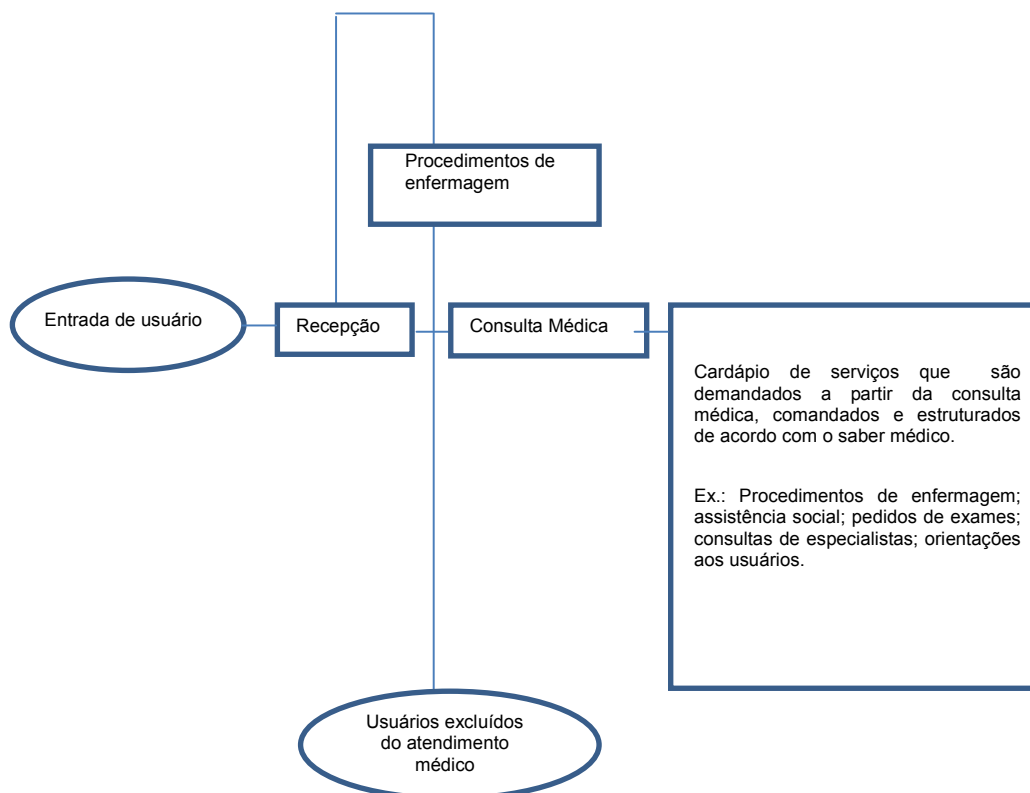 Procedimentos de
enfermagem
Entrada de usuário
Recepção
Consulta Médica
Cardápio de serviços que são
demandados a partir da consulta
médica, comandados e estruturados
de acordo com o saber médico.
Ex.: Procedimentos de enfermagem;
assistência social; pedidos de exames;
consultas de especialistas; orientações
aos usuários.
Usuários excluídos
do atendimento
médico